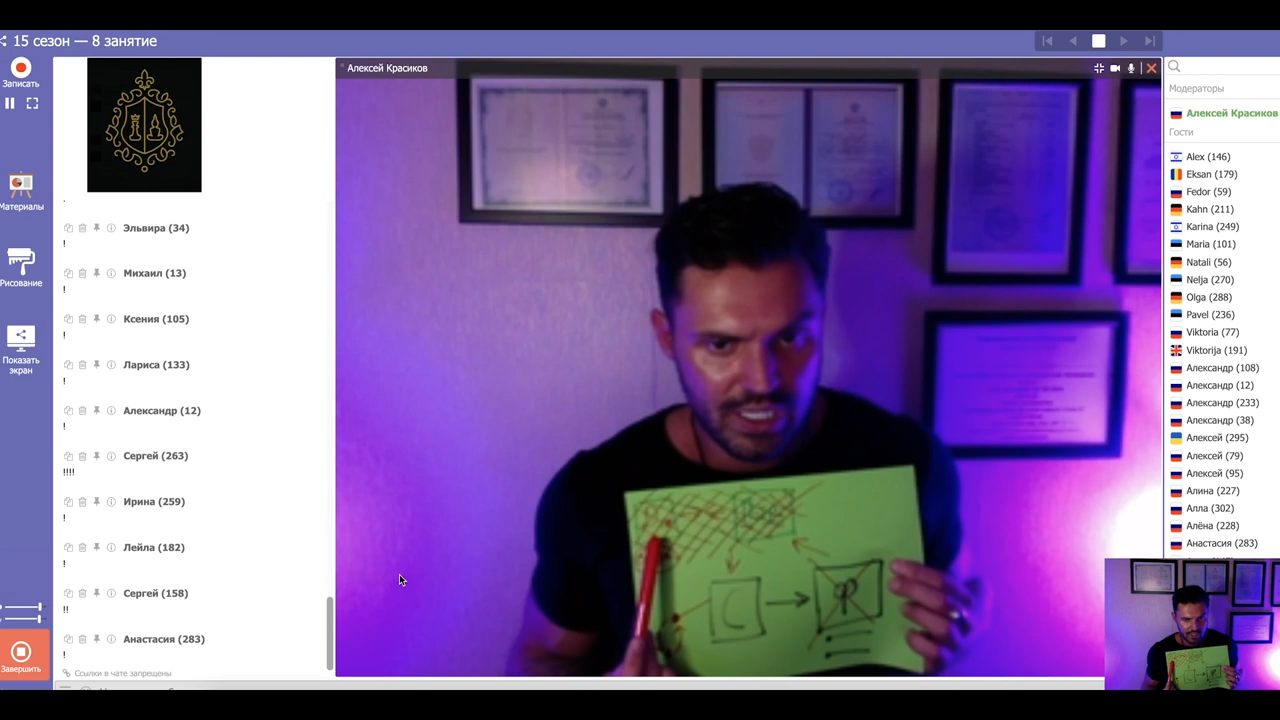 15 сезон — 8 занятие
Записать
Материалы
Рисование
Показать
экран
Завершить
Эльвира (34)
!
Михаил (13)
!
Ксения (105)
!
Лариса (133)
!
Александр (12)
!
Сергей (263)
!!!!
Ирина (259)
!
Лейла (182)
!
Сергей (158)
!!
Анастасия (283)
!
Ссылки в чате запрещены
Алексей Красиков
Модераторы
Алексей Красиков
Гости
Alex (146)
Eksan (179)
Fedor (59)
Kahn (211)
Karina (249)
Maria (101)
Natali (56)
Nelja (270)
Olga (288)
Pavel (236)
Viktoria (77)
Viktorija (191)
Александр (108)
Александр (12)
Александр (233)
Александр (38)
Алексей (295)
Алексей (79)
Алексей (95)
Алина (227)
Алла (302)
Алёна (228)
Анастасия (283)